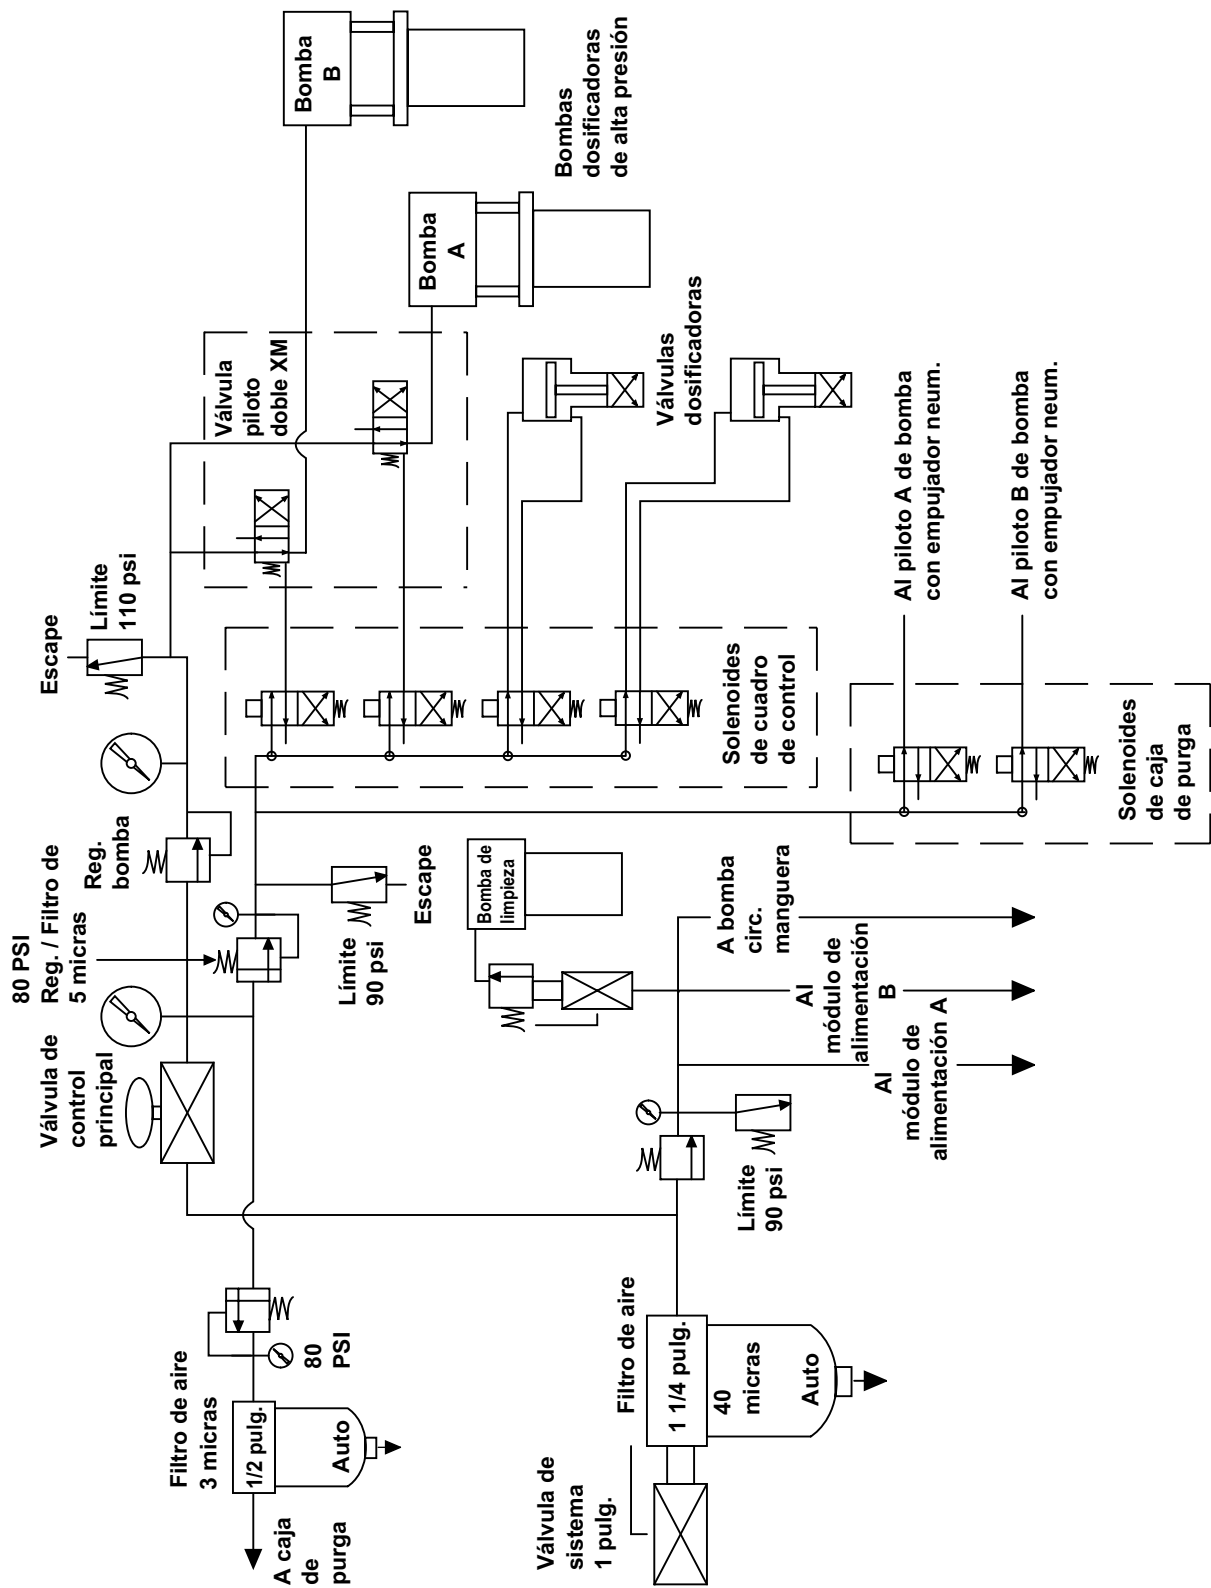 Bomba
B
Bombas
dosificadoras
de alta presión
Bomba
A
Válvula
piloto
doble XM
Válvulas
dosificadoras
Escape
Límite
110 psi
Al piloto A de bomba
con empujador neum.
Al piloto B de bomba
con empujador neum.
Solenoides
de cuadro
de control
Solenoides
de caja
de purga
Reg.
bomba
80 PSI
Reg. / Filtro de
5 micras
Límite
90 psi
Escape
Bomba de
limpieza
A bomba
circ.
manguera
Al
módulo de
alimentación
B
Al
módulo de
alimentación A
Válvula de
control
principal
Límite
90 psi
Filtro de aire
3 micras
1/2 pulg.
Auto
80
PSI
A caja
de
purga
Filtro de aire
1 1/4 pulg.
40
micras
Auto
Válvula de
sistema
1 pulg.